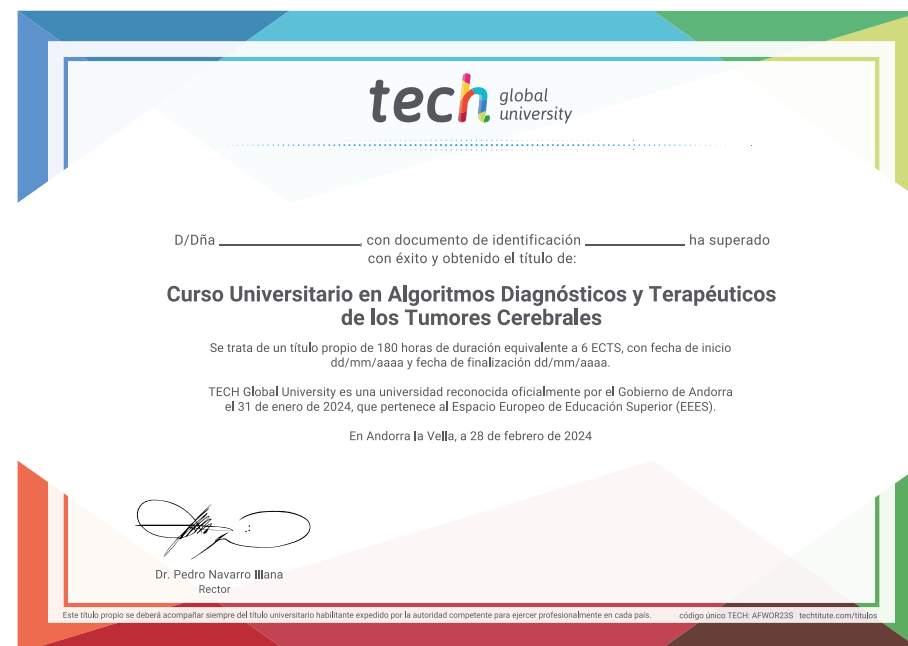 tech global university
D/Dña ____________________, con documento de identificación ______________ ha superado
con éxito y obtenido el título de:
Curso Universitario en Algoritmos Diagnósticos y Terapéuticos
de los Tumores Cerebrales
Se trata de un título propio de 180 horas de duración equivalente a 6 ECTS, con fecha de inicio
dd/mm/aaaa y fecha de finalización dd/mm/aaaa.
TECH Global University es una universidad reconocida oficialmente por el Gobierno de Andorra
el 31 de enero de 2024, que pertenece al Espacio Europeo de Educación Superior (EEES).
En Andorra la Vella, a 28 de febrero de 2024
Dr. Pedro Navarro Illana
Rector
Este título propio se deberá acompañar siempre del título universitario habilitante expedido por la autoridad competente para ejercer profesionalmente en cada país. código único TECH: AFWOR23S techtitute.com/titulos